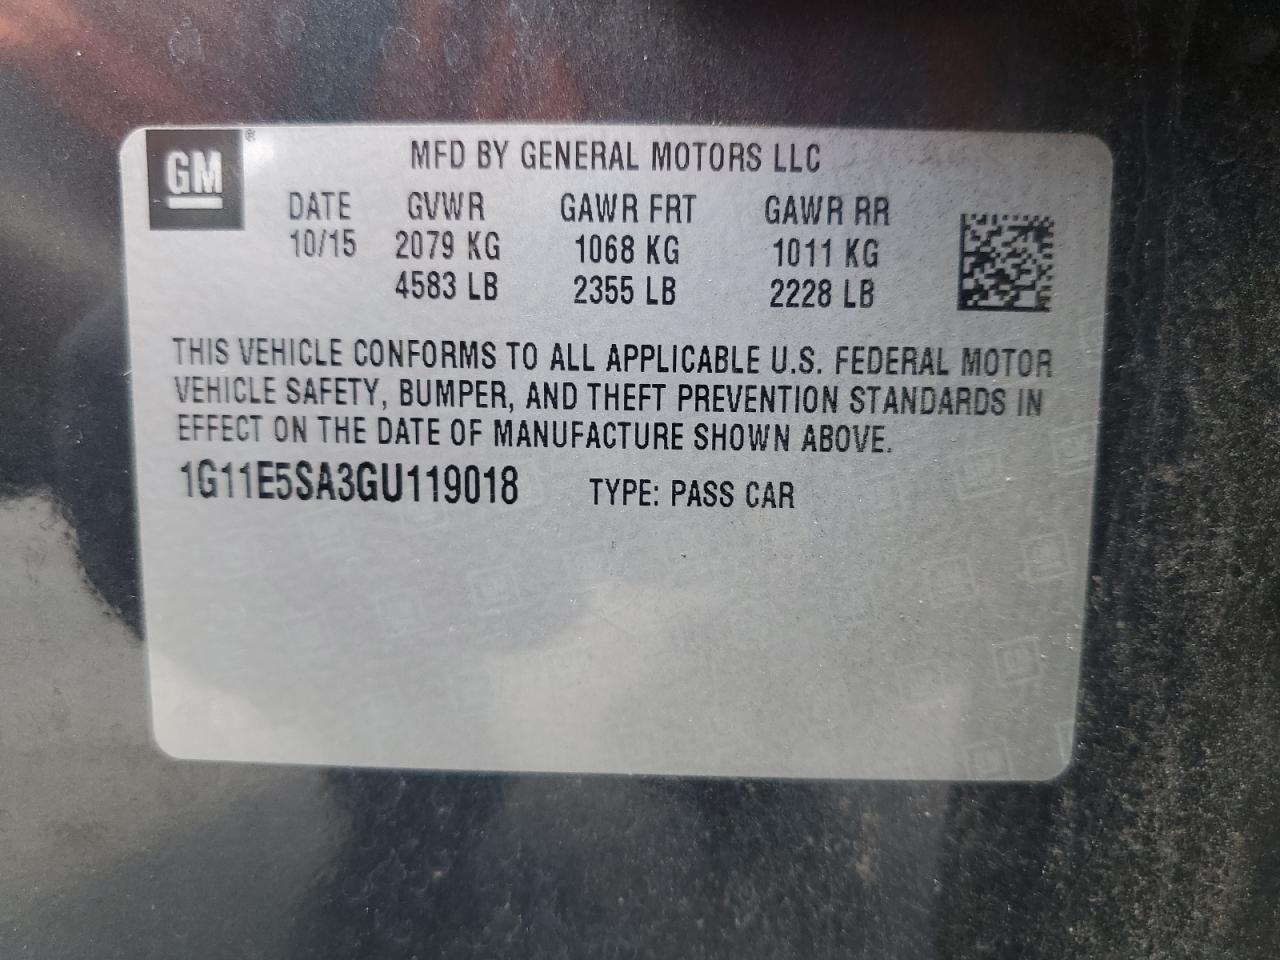 GM
MFD BY GENERAL MOTORS LLC
DATE GVWR GAWR FRT GAWR RR
10/15 2079 KG 1068 KG 1011 KG
4583 LB 2355 LB 2228 LB
THIS VEHICLE CONFORMS TO ALL APPLICABLE U.S. FEDERAL MOTOR
VEHICLE SAFETY, BUMPER, AND THEFT PREVENTION STANDARDS IN
EFFECT ON THE DATE OF MANUFACTURE SHOWN ABOVE.
1G11E5SA3GU119018 TYPE: PASS CAR